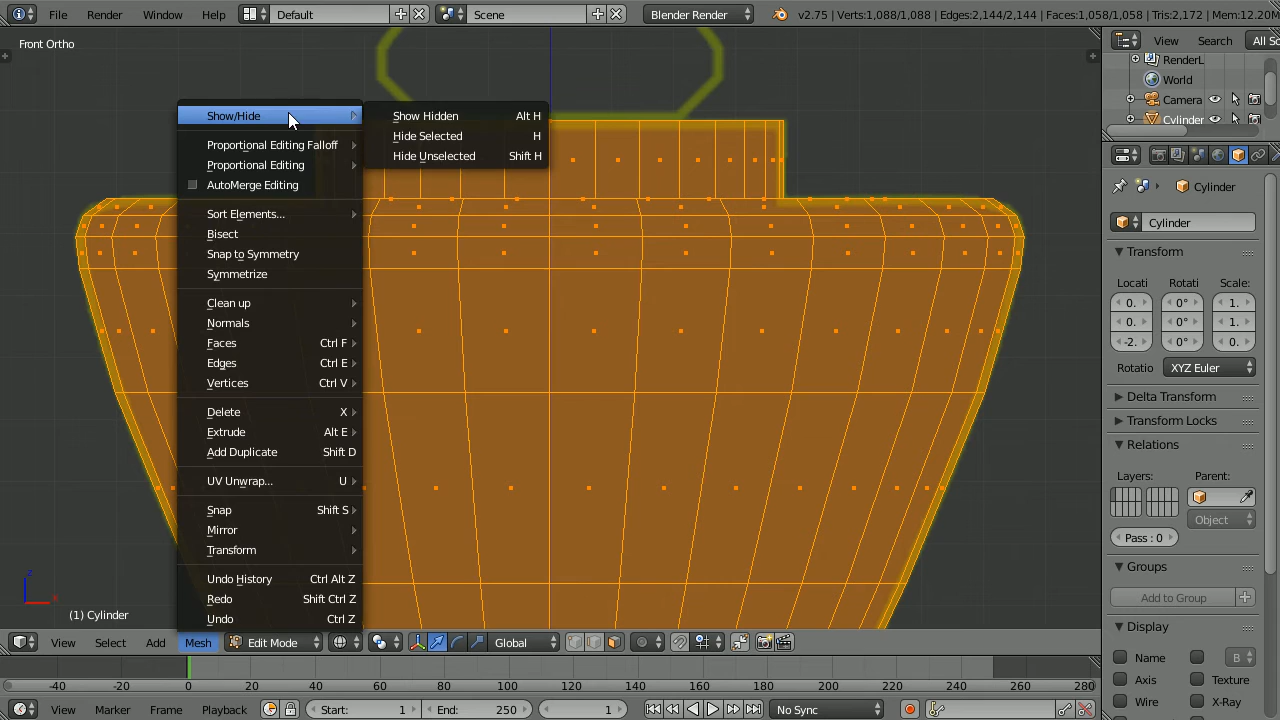 File Render Window Help Default Scene Blender Render v2.75 | Verts:1,088/1,088 | Edges:2,144/2,144 | Faces:1,058/1,058 | Tris:2,172 | Mem:12.20
Front Ortho
View Search All Sc
RenderL
World
Camera
Cylinder
Show/Hide
Show Hidden Alt H
Hide Selected H
Hide Unselected Shift H
Proportional Editing Falloff
Proportional Editing
AutoMerge Editing
Sort Elements...
Bisect
Snap to Symmetry
Symmetrize
Clean up
Normals
Faces Ctrl F
Edges Ctrl E
Vertices Ctrl V
Delete X
Extrude Alt E
Add Duplicate Shift D
UV Unwrap... U
Snap Shift S
Mirror
Transform
Undo History Ctrl Alt Z
Redo Shift Ctrl Z
Undo Ctrl Z
Cylinder
Cylinder
Transform
Locati Rotati Scale:
0. 0° 1.
0. 0° 1.
-2. 0° 0.
Rotatio XYZ Euler
Delta Transform
Transform Locks
Relations
Layers: Parent:
Object
Pass : 0
Groups
Add to Group
Display
Name B
Axis Texture
Wire X-Ray
z
x
(1) Cylinder
View Select Add Mesh Edit Mode Global
-40 -20 0 20 40 60 80 100 120 140 160 180 200 220 240 260 280
View Marker Frame Playback Start: 1 End: 250 1 No Sync